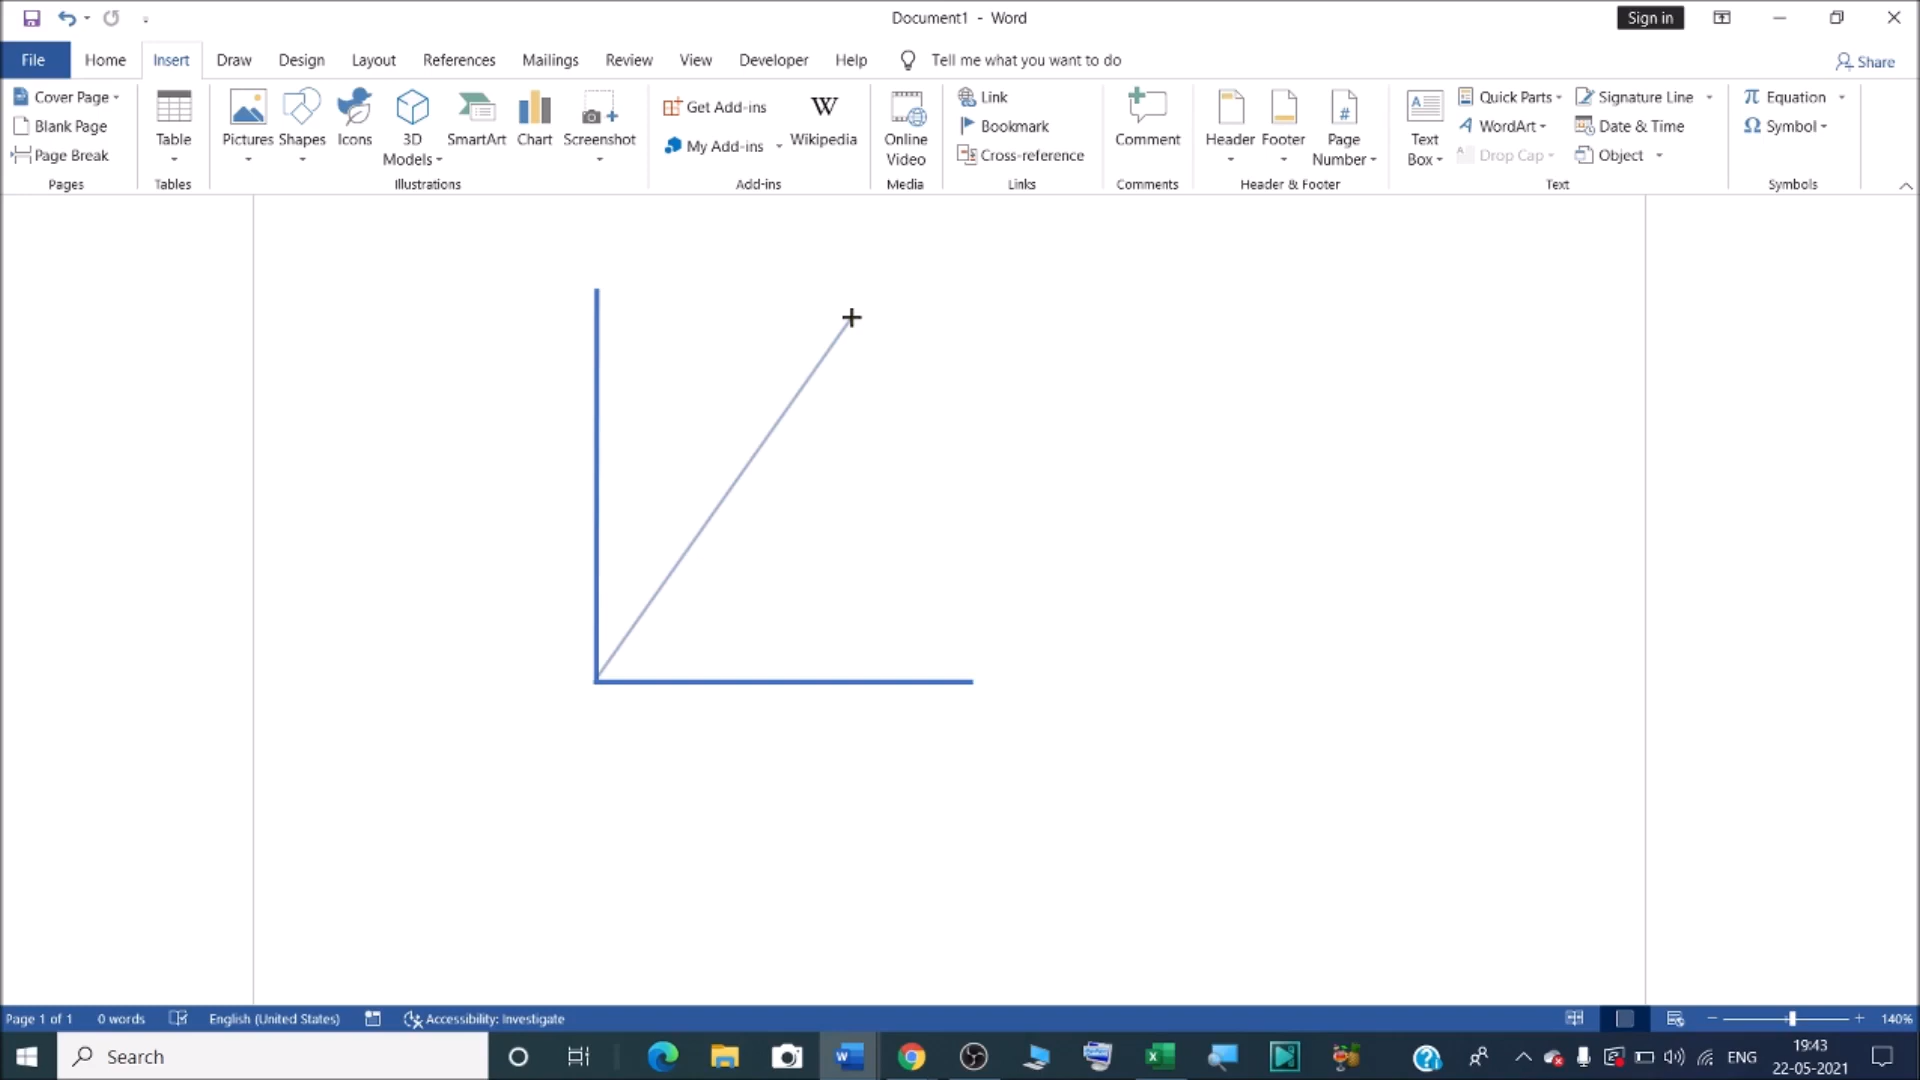 Document1 - Word
Sign in
File Home Insert Draw Design Layout References Mailings Review View Developer Help Tell me what you want to do Share
Cover Page
Blank Page
Page Break
Pages
Table
Tables
Pictures Shapes Icons 3D Models SmartArt Chart Screenshot
Illustrations
Get Add-ins
My Add-ins
W Wikipedia
Add-ins
Online Video
Media
Link
Bookmark
Cross-reference
Links
Comment
Comments
Header Footer Page Number
Header & Footer
Text Box
Quick Parts
WordArt
Drop Cap
Signature Line
Date & Time
Object
Text
π Equation
Ω Symbol
Symbols
Page 1 of 1 0 words English (United States) Accessibility: Investigate 140%
Search
ENG
19:43
22-05-2021